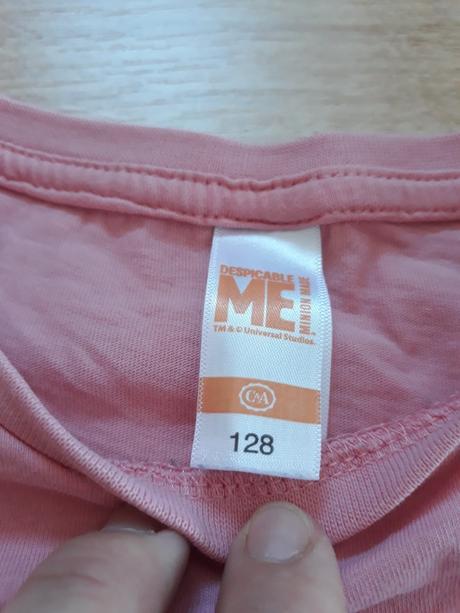 DESPICABLE
ME
MINION MADE
TM & © Universal Studios.
C&A
128